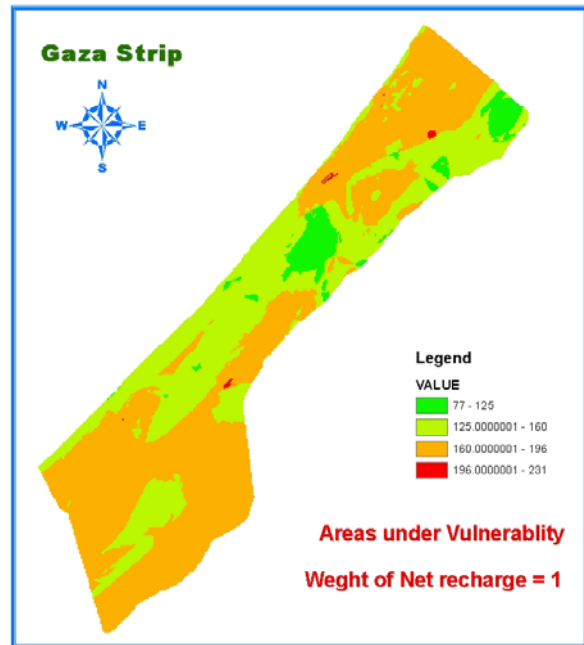 Gaza Strip
N
W E
S
Legend
VALUE
77 - 125
125.0000001 - 160
160.0000001 - 196
196.0000001 - 231
Areas under Vulnerablity
Weght of Net recharge = 1